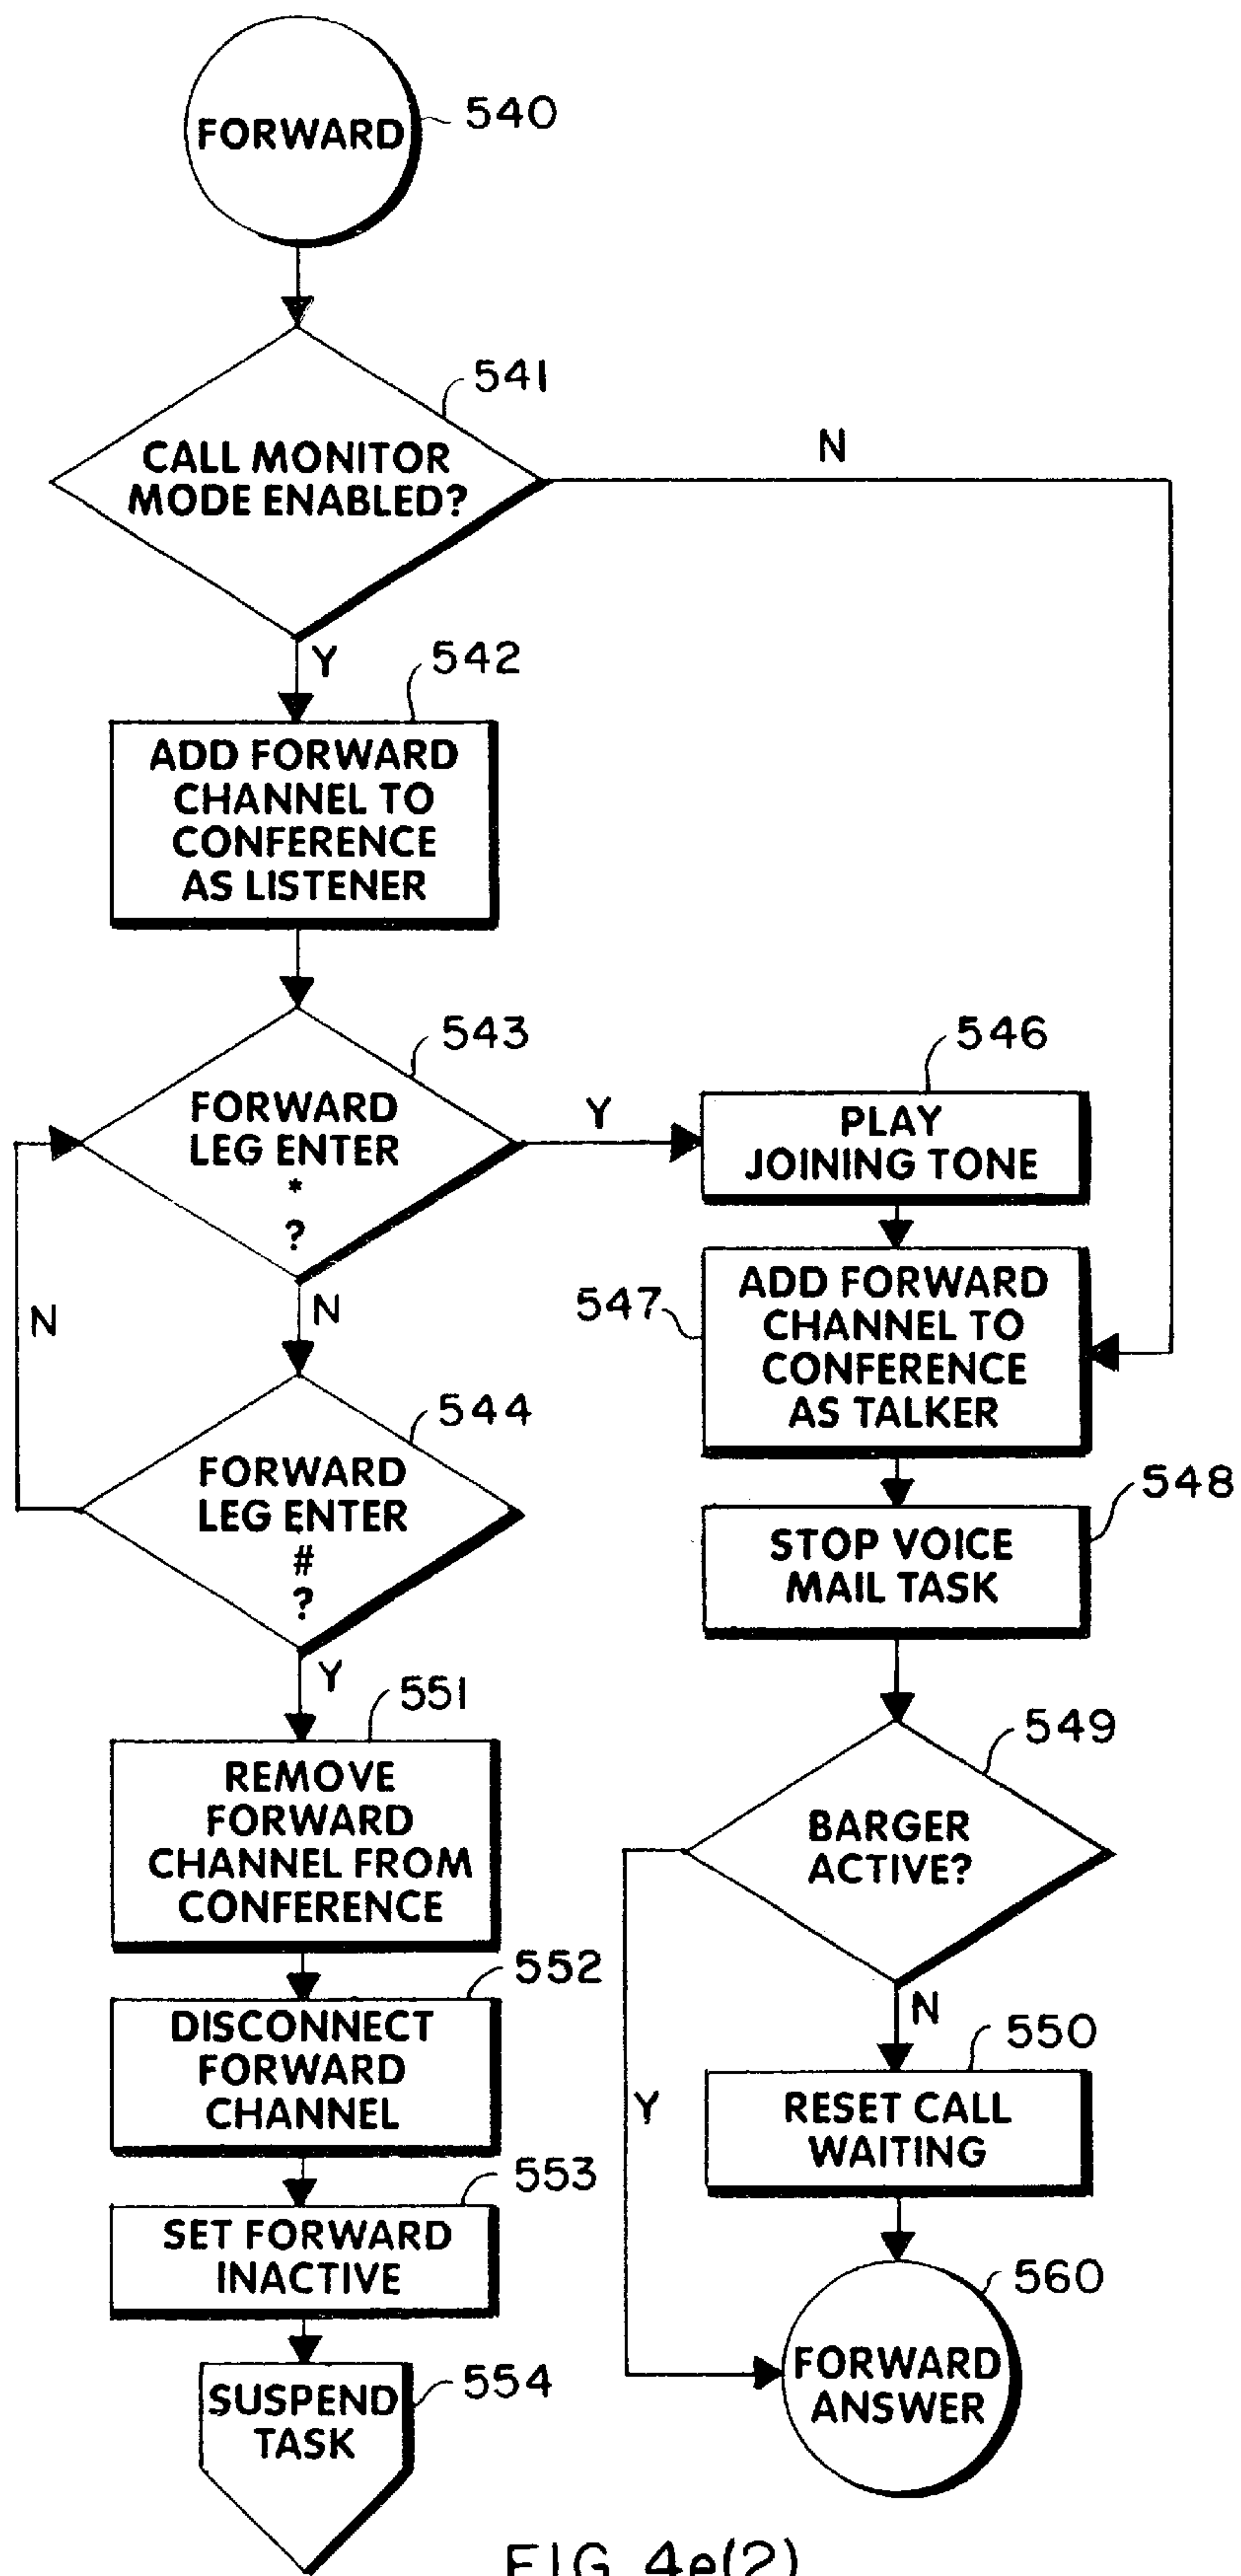 FORWARD
540
541
CALL MONITOR
MODE ENABLED?
N
Y
542
ADD FORWARD
CHANNEL TO
CONFERENCE
AS LISTENER
543
FORWARD
LEG ENTER
*
?
Y
546
PLAY
JOINING TONE
N
N
547
ADD FORWARD
CHANNEL TO
CONFERENCE
AS TALKER
544
FORWARD
LEG ENTER
#
?
548
STOP VOICE
MAIL TASK
Y
551
REMOVE
FORWARD
CHANNEL FROM
CONFERENCE
549
BARGER
ACTIVE?
552
DISCONNECT
FORWARD
CHANNEL
N
Y
550
RESET CALL
WAITING
553
SET FORWARD
INACTIVE
560
FORWARD
ANSWER
554
SUSPEND
TASK
FIG. 4e(2)